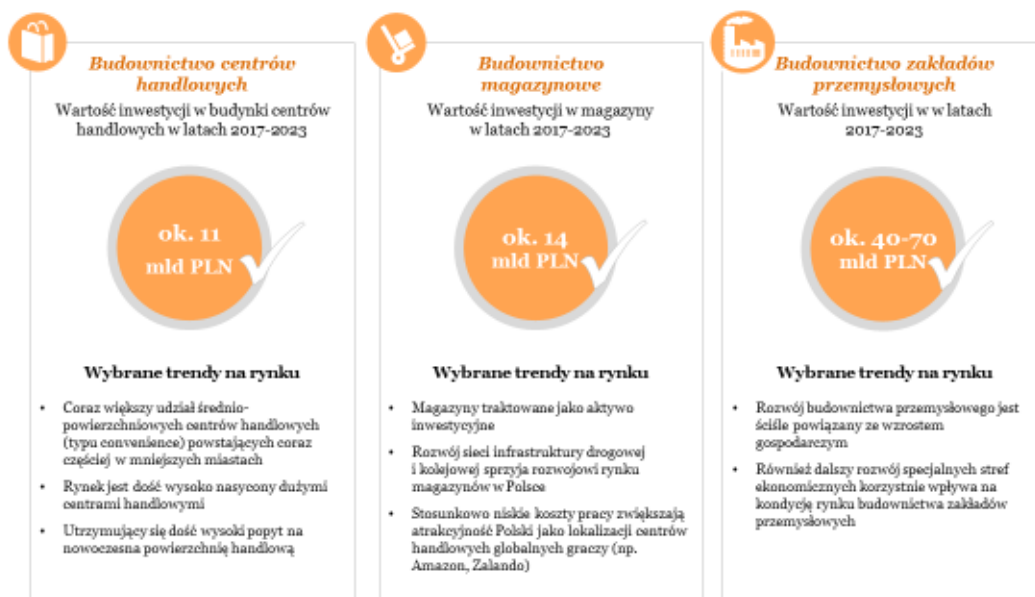 Budownictwo centrów
handlowych
Wartość inwestycji w budynki centrów
handlowych w latach 2017-2023
ok. 11
mld PLN
Wybrane trendy na rynku
• Coraz większy udział średnio-
powierzchniowych centrów handlowych
(typu convenience) powstających coraz
częściej w mniejszych miastach
• Rynek jest dość wysoko nasycony dużymi
centrami handlowymi
• Utrzymujący się dość wysoki popyt na
nowoczesna powierzchnię handlową
Budownictwo
magazynowe
Wartość inwestycji w magazyny
w latach 2017-2023
ok. 14
mld PLN
Wybrane trendy na rynku
• Magazyny traktowane jako aktywo
inwestycyjne
• Rozwój sieci infrastruktury drogowej
i kolejowej sprzyja rozwojowi rynku
magazynów w Polsce
• Stosunkowo niskie koszty pracy zwiększają
atrakcyjność Polski jako lokalizacji centrów
handlowych globalnych graczy (np.
Amazon, Zalando)
Budownictwo zakładów
przemysłowych
Wartość inwestycji w w latach
2017-2023
ok. 40-70
mld PLN
Wybrane trendy na rynku
• Rozwój budownictwa przemysłowego jest
ściśle powiązany ze wzrostem
gospodarczym
• Również dalszy rozwój specjalnych stref
ekonomicznych korzystnie wpływa na
kondycję rynku budownictwa zakładów
przemysłowych